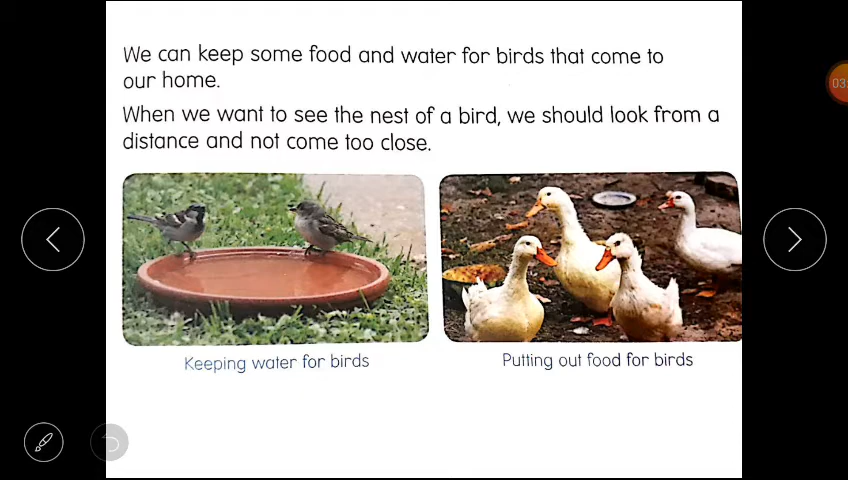 We can keep some food and water for birds that come to
our home.
When we want to see the nest of a bird, we should look from a
distance and not come too close.
Keeping water for birds
Putting out food for birds